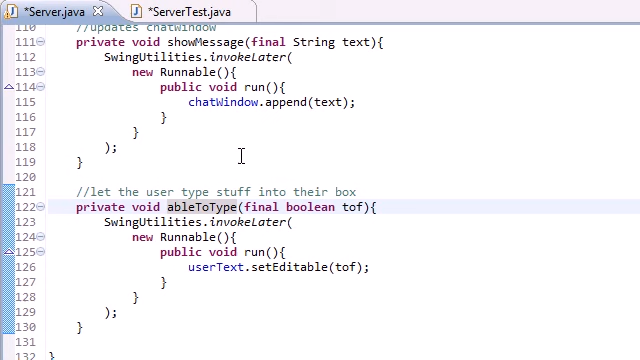 *Server.java *ServerTest.java
110 //updates chatWindow
111 private void showMessage(final String text){
112 SwingUtilities.invokeLater(
113 new Runnable(){
114 public void run(){
115 chatWindow.append(text);
116 }
117 }
118 );
119 }
120
121 //let the user type stuff into their box
122 private void ableToType(final boolean tof){
123 SwingUtilities.invokeLater(
124 new Runnable(){
125 public void run(){
126 userText.setEditable(tof);
127 }
128 }
129 );
130 }
131
132 }